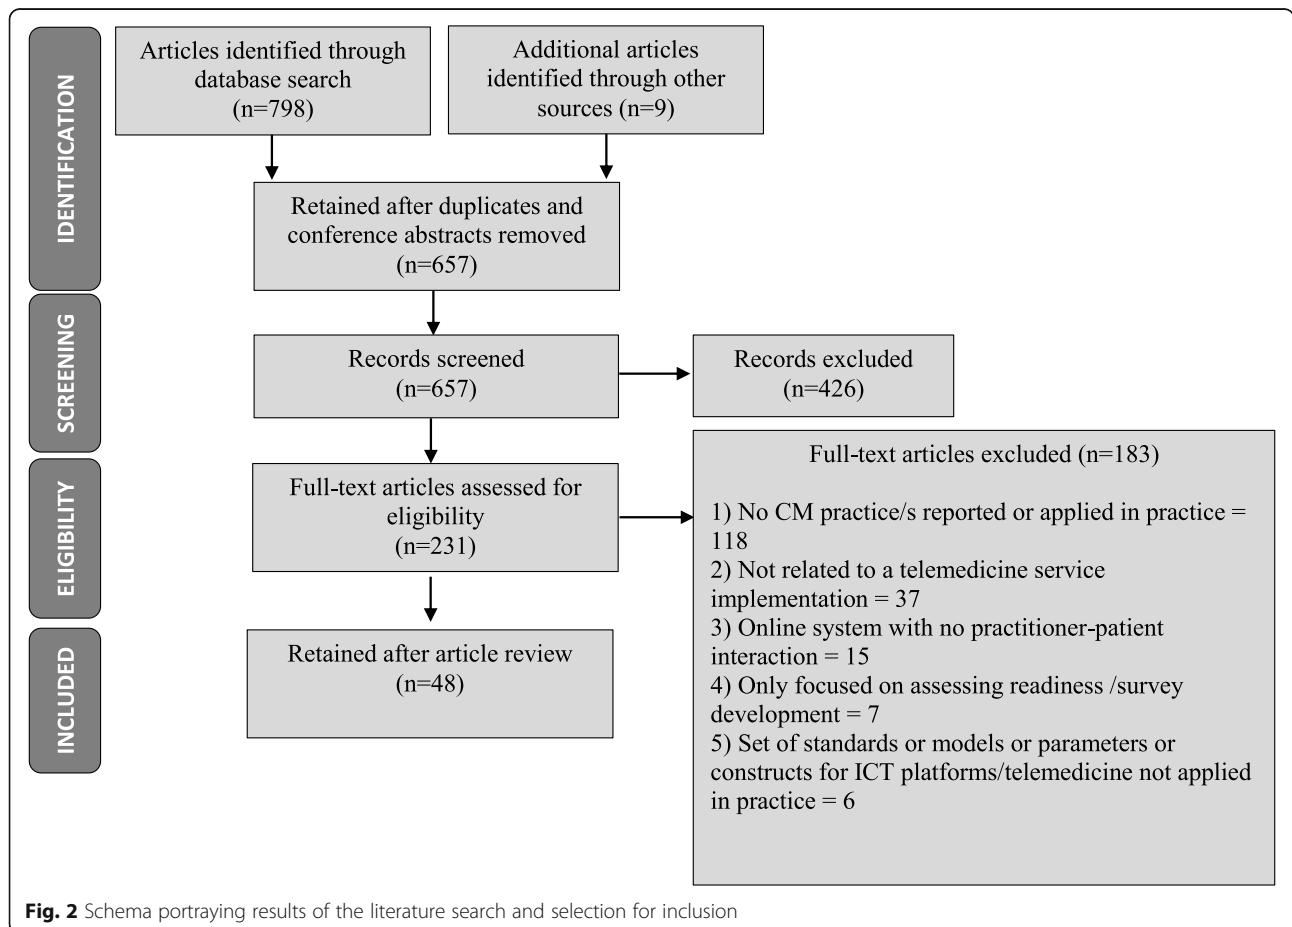 IDENTIFICATION
Articles identified through
database search
(n=798)
Additional articles
identified through other
sources (n=9)
Retained after duplicates and
conference abstracts removed
(n=657)
SCREENING
Records screened
(n=657)
Records excluded
(n=426)
ELIGIBILITY
Full-text articles assessed for
eligibility
(n=231)
Full-text articles excluded (n=183)
1) No CM practice/s reported or applied in practice =
118
2) Not related to a telemedicine service
implementation = 37
3) Online system with no practitioner-patient
interaction = 15
4) Only focused on assessing readiness /survey
development = 7
5) Set of standards or models or parameters or
constructs for ICT platforms/telemedicine not applied
in practice = 6
INCLUDED
Retained after article review
(n=48)
Fig. 2 Schema portraying results of the literature search and selection for inclusion